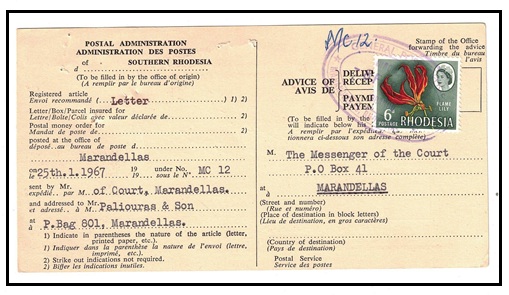 POSTAL ADMINISTRATION
ADMINISTRATION DES POSTES
of
d SOUTHERN RHODESIA
(To be filled in by the office of origin)
(A remplir par le bureau d'origine)
Registered article
Envoi recommandé Letter 1) 2)
Letter/Box/Parcel insured for
Lettre/Boîte/Colis avec valeur déclarée de 2)
Postal money order for
Mandat de poste de 2)
posted at the office of
déposé au bureau de poste d
Marandellas
on le 25th.1.1967 19 19 under No. sous le N MC 12
sent by Mr.
expédié par M. of Court, Marandellas.
and addressed to Mr.
et adressé à M. Paliouras & Son
at à P.Bag 801, Marandellas.
1) Indicate in parentheses the nature of the article (letter, printed paper, etc.).
1) Indiquer dans la parenthèse la nature de l'envoi (lettre, imprimé, etc.).
2) Strike out indications not required.
2) Biffer les indications inutiles.
MC 12.
Stamp of the Office
forwarding the advice
Timbre du bureau
l'avis
ADVICE OF
AVIS DE
DELIV
RÉCEP
PAYM
PAYE
FLAME
LILY
6D POSTAGE RHODESIA
(To be filled in by the
will indicate below his
A remplir par l'expéd
tionnera ci-dessous son adresse complète)
M. The Messenger of the Court
P.O Box 41
at
à MARANDELLAS
(Street and number)
(Rue et numéro)
(Place of destination in block letters)
(Lieu de destination, en gros caractères)
(Country of destination)
(Pays de destination)
Postal Service
Service des postes